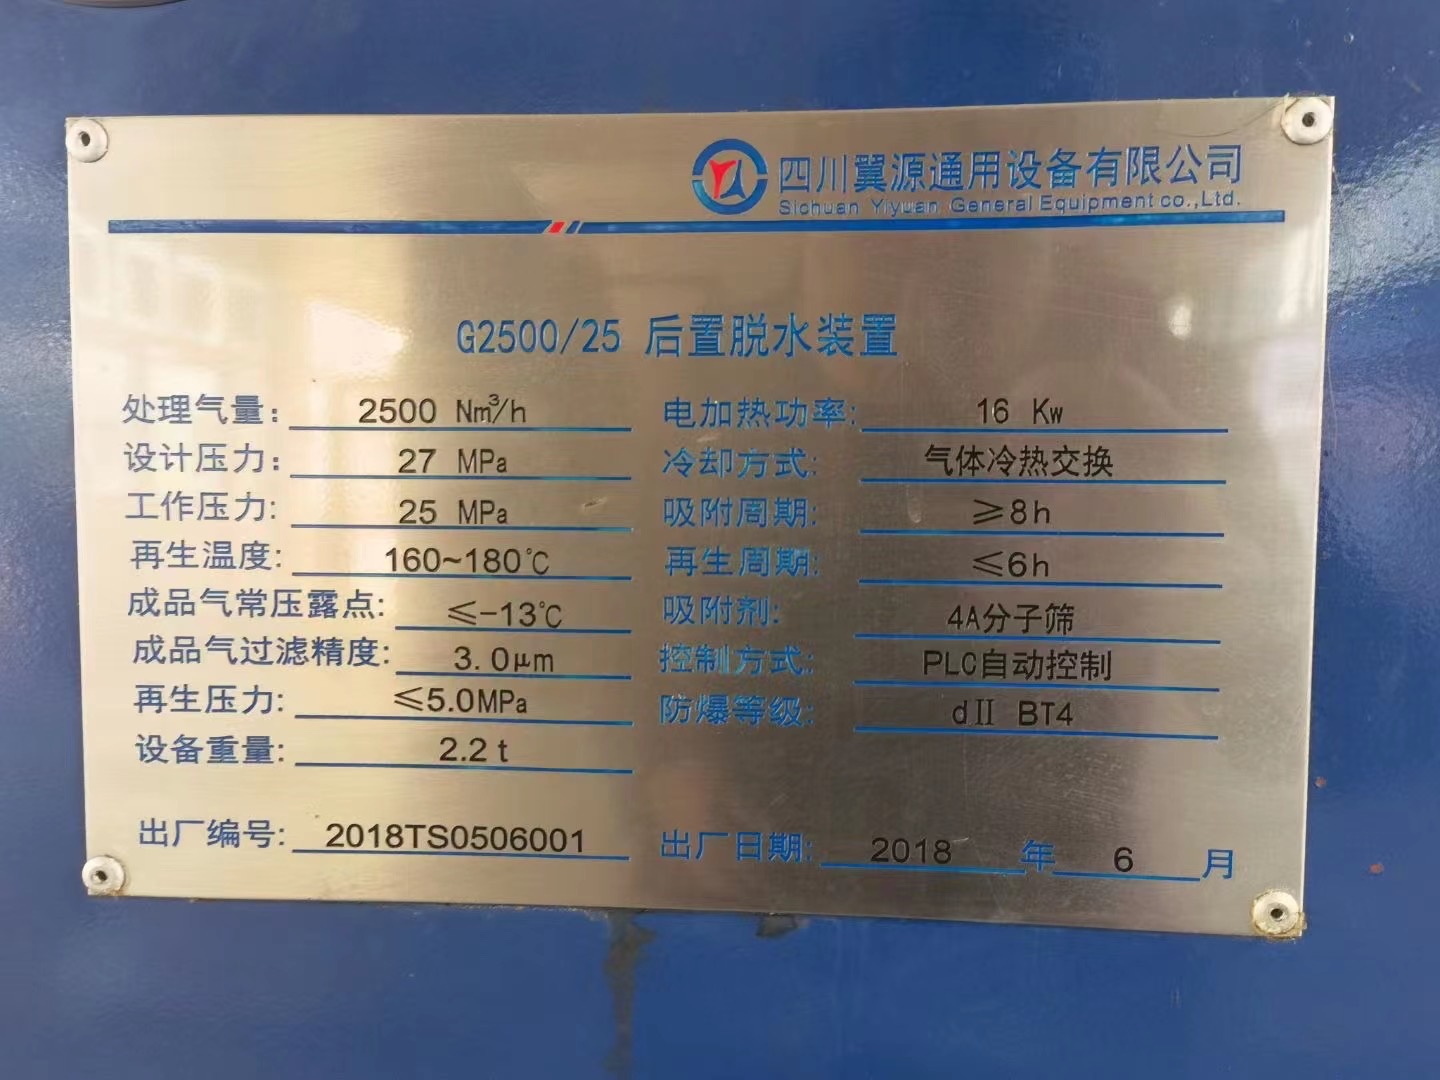 四川翼源通用设备有限公司
Sichuan Yiyuan General Equipment co.,Ltd.
G2500/25 后置脱水装置
处理气量: 2500 Nm³/h 电加热功率: 16 Kw
设计压力: 27 MPa 冷却方式: 气体冷热交换
工作压力: 25 MPa 吸附周期: ≥8h
再生温度: 160~180℃ 再生周期: ≤6h
成品气常压露点: ≤-13℃ 吸附剂: 4A分子筛
成品气过滤精度: 3.0μm 控制方式: PLC自动控制
再生压力: ≤5.0MPa 防爆等级: dⅡ BT4
设备重量: 2.2 t
出厂编号: 2018TS0506001 出厂日期: 2018 年 6 月